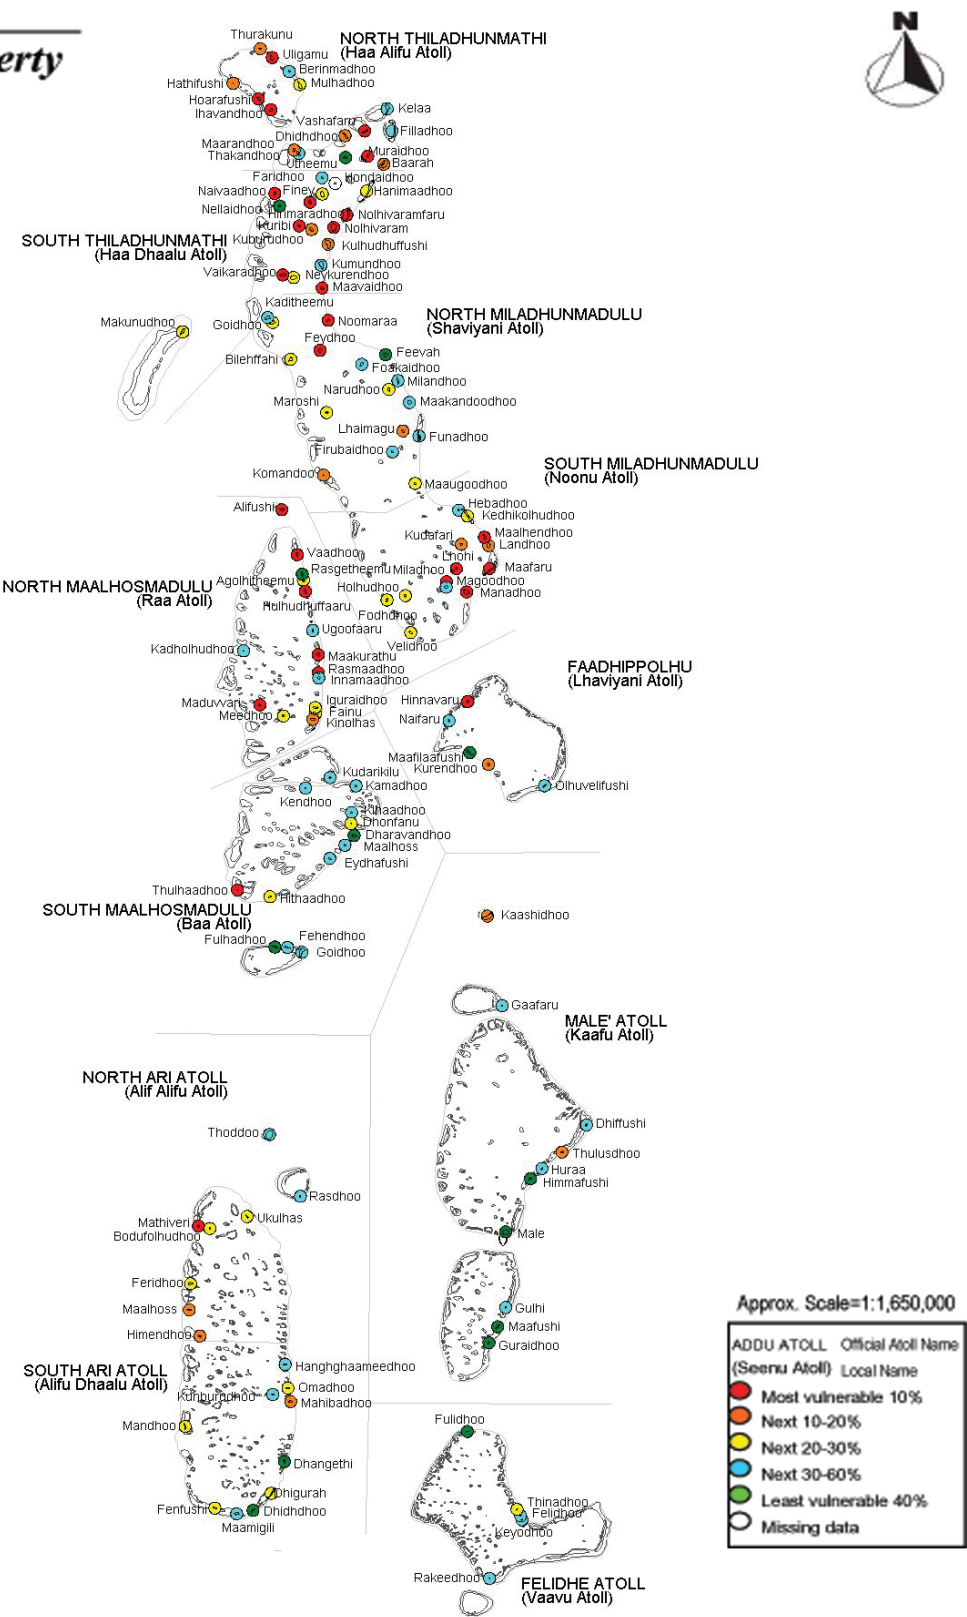 erty
N
NORTH THILADHUNMATHI
(Haa Alifu Atoll)
Thurakunu
Uligamu
Berinmadhoo
Hathifushi
Mulhadhoo
Hoarafushi
Ihavandhoo
Kelaa
Vashafaru
Filladhoo
Dhidhdhoo
Maarandhoo
Thakandhoo
Utheemu
Muraidhoo
Baarah
Faridhoo
Hondaidhoo
Naivaadhoo
Finey
Hanimaadhoo
Nellaidhoo
Hirimaradhoo
Nolhivaramfaru
Kuribi
Nolhivaram
SOUTH THILADHUNMATHI
(Haa Dhaalu Atoll)
Kuburudhoo
Kulhudhuffushi
Kumundhoo
Vaikaradhoo
Neykurendhoo
Maavaidhoo
Kaditheemu
NORTH MILADHUNMADULU
(Shaviyani Atoll)
Makunudhoo
Goidhoo
Noomaraa
Feydhoo
Feevah
Bilehffahi
Foakaidhoo
Milandhoo
Narudhoo
Maroshi
Maakandoodhoo
Lhaimagu
Funadhoo
Firubaidhoo
SOUTH MILADHUNMADULU
(Noonu Atoll)
Komandoo
Maaugoodhoo
Alifushi
Hebadhoo
Kedhikolhudhoo
Kudafari
Maalhendhoo
Landhoo
Vaadhoo
Lhohi
Rasgetheemu
Miladhoo
Maafaru
NORTH MAALHOSMADULU
(Raa Atoll)
Agolhitheemu
Holhudhoo
Magoodhoo
Manadhoo
Hulhudhuffaaru
Fodhdhoo
Ugoofaaru
Velidhoo
Kadholhudhoo
Maakurathu
Rasmaadhoo
Innamaadhoo
FAADHIPPOLHU
(Lhaviyani Atoll)
Maduvvari
Iguraidhoo
Hinnavaru
Meedhoo
Fainu
Kinolhas
Naifaru
Maafilaafushi
Kurendhoo
Kudarikilu
Kamadhoo
Olhuvelifushi
Kendhoo
Kihaadhoo
Dhonfanu
Dharavandhoo
Maalhoss
Eydhafushi
Thulhaadhoo
Hithaadhoo
SOUTH MAALHOSMADULU
(Baa Atoll)
Kaashidhoo
Fulhadhoo
Fehendhoo
Goidhoo
Gaafaru
MALE' ATOLL
(Kaafu Atoll)
NORTH ARI ATOLL
(Alif Alifu Atoll)
Thoddoo
Dhiffushi
Thulusdhoo
Huraa
Himmafushi
Rasdhoo
Ukulhas
Mathiveri
Bodufolhudhoo
Male
Feridhoo
Maalhoss
Gulhi
Maafushi
Guraidhoo
Himendhoo
SOUTH ARI ATOLL
(Alifu Dhaalu Atoll)
Hanghghaameedhoo
Omadhoo
Kunburudhoo
Mahibadhoo
Mandhoo
Fulidhoo
Dhangethi
Dhigurah
Fenfushi
Dhidhdhoo
Maamigili
Thinadhoo
Felidhoo
Keyodhoo
Rakeedhoo
FELIDHE ATOLL
(Vaavu Atoll)
Approx. Scale=1:1,650,000
ADDU ATOLL Official Atoll Name
(Seenu Atoll) Local Name
Most vulnerable 10%
Next 10-20%
Next 20-30%
Next 30-60%
Least vulnerable 40%
Missing data